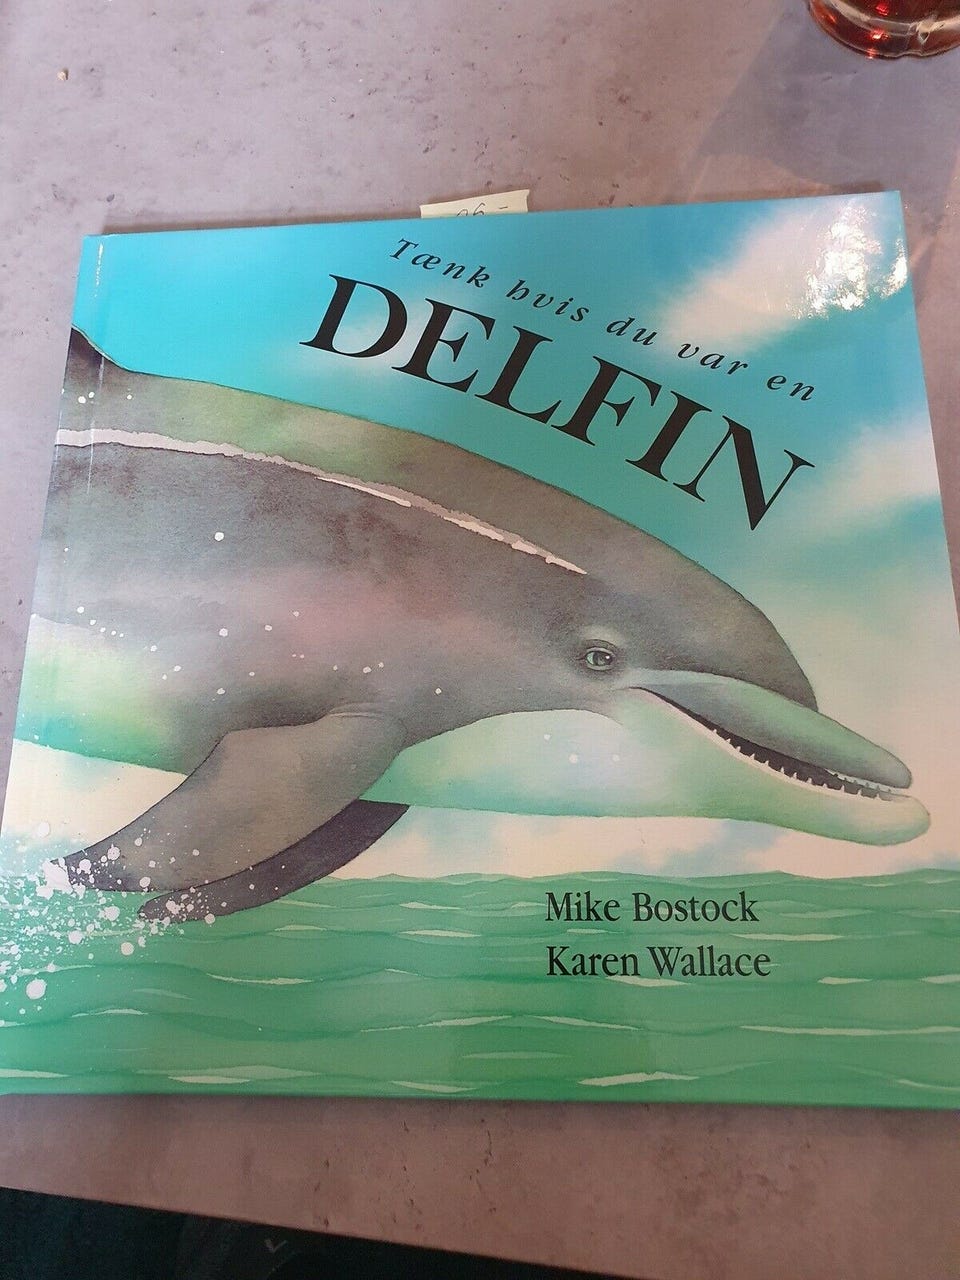 Tænk hvis du var en
DELFIN
Mike Bostock
Karen Wallace